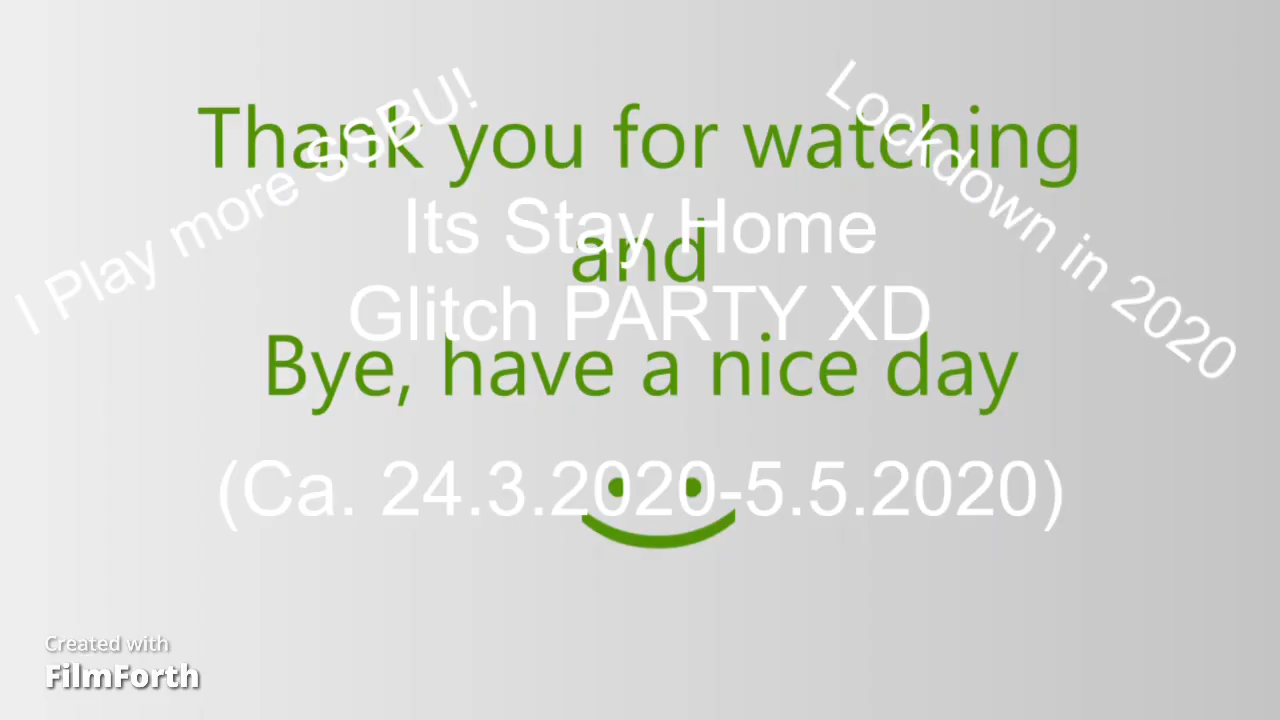 I Play more SSBU!
Lockdown in 2020
Thank you for watching
Its Stay Home
and
Glitch PARTY XD
Bye, have a nice day
(Ca. 24.3.2020-5.5.2020)
Created with
FilmForth